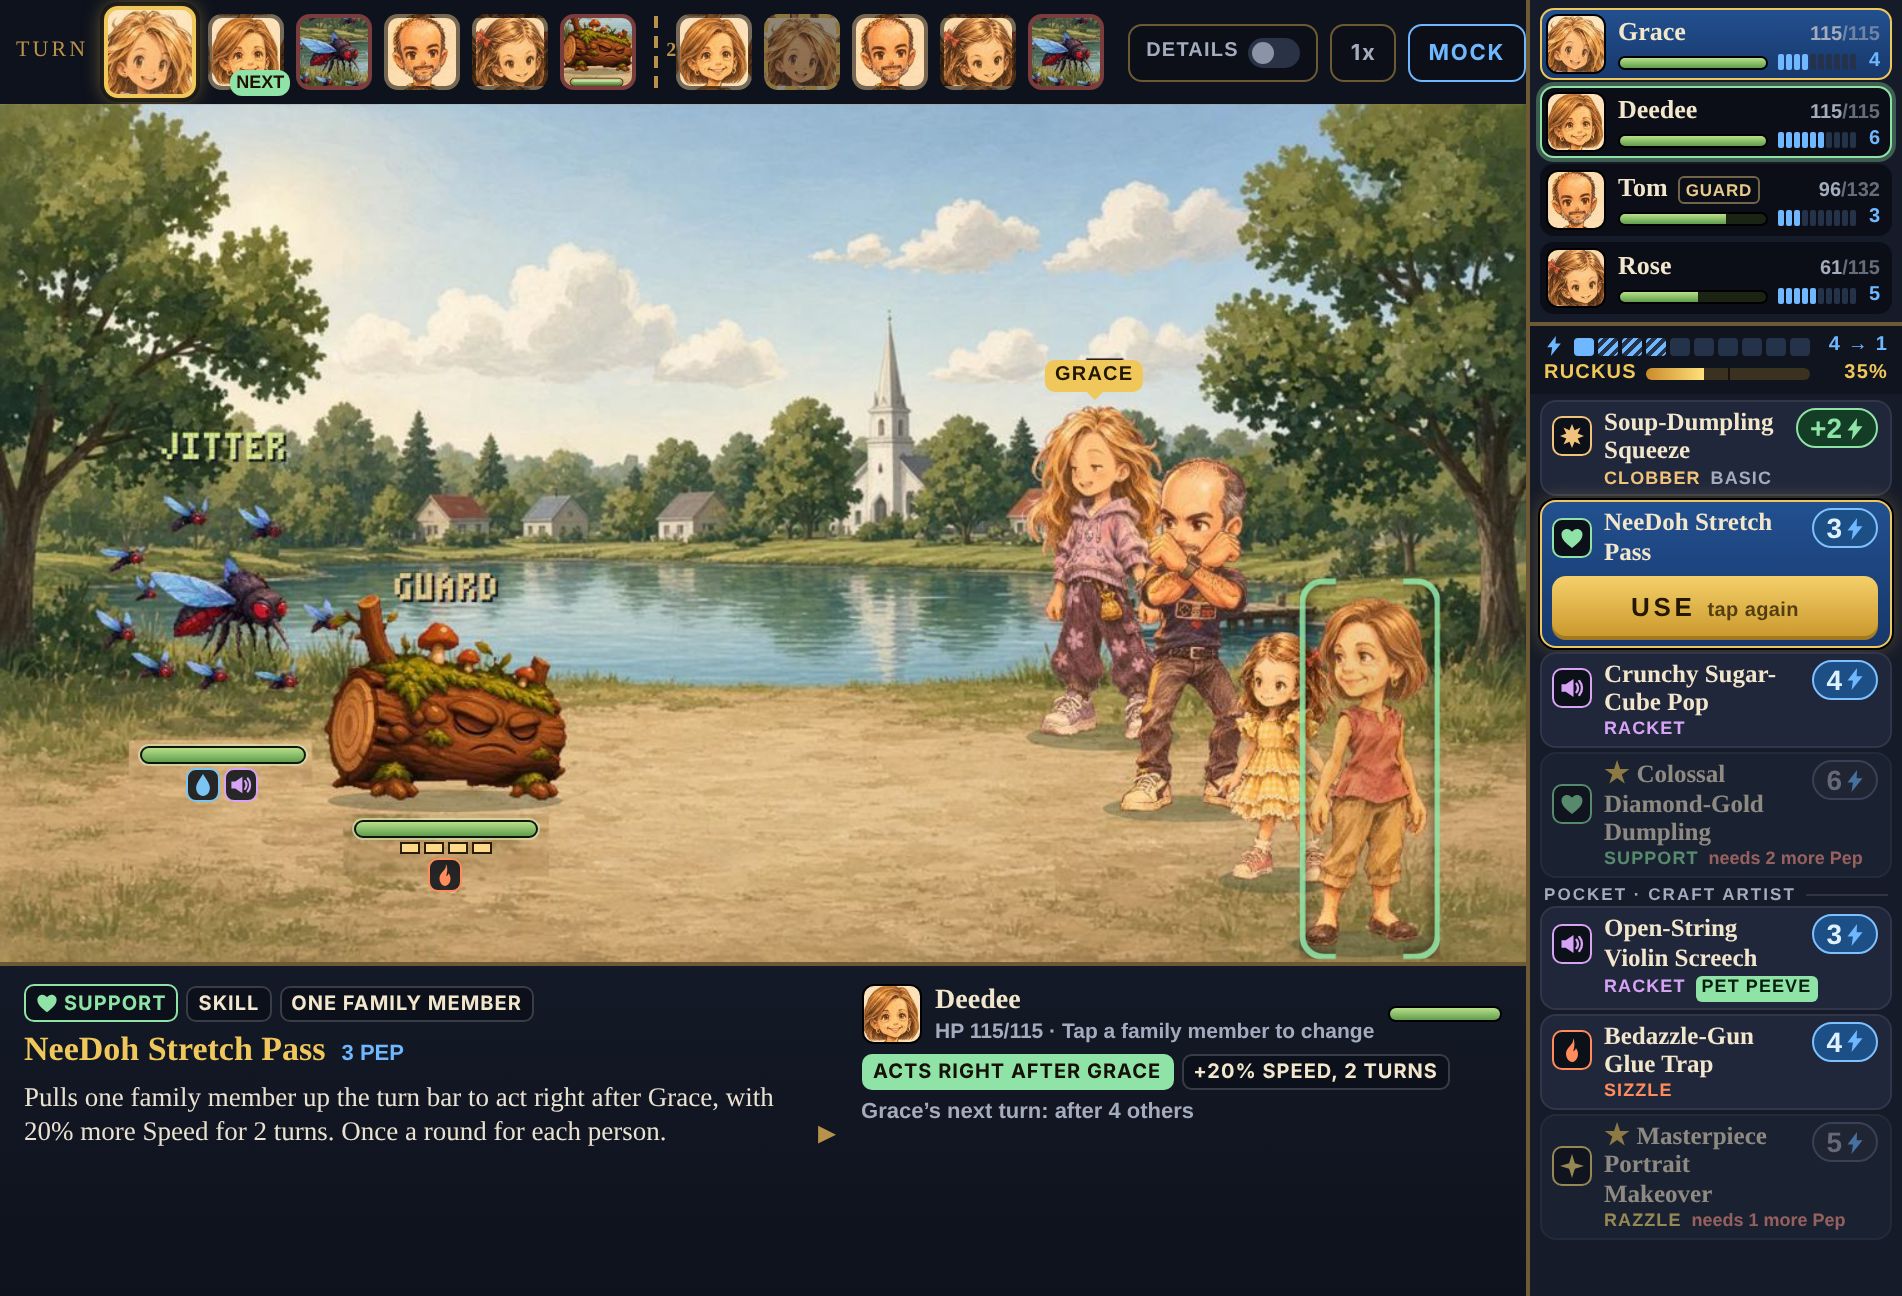 TURN
NEXT
2
DETAILS
1x
MOCK
Grace
115/115
4
Deedee
115/115
6
Tom GUARD
96/132
3
Rose
61/115
5
4 → 1
RUCKUS 35%
Soup-Dumpling
Squeeze
+2
CLOBBER BASIC
NeeDoh Stretch
Pass
3
USE tap again
Crunchy Sugar-
Cube Pop
4
RACKET
★ Colossal
Diamond-Gold
Dumpling
6
SUPPORT needs 2 more Pep
POCKET · CRAFT ARTIST
Open-String
Violin Screech
3
RACKET PET PEEVE
Bedazzle-Gun
Glue Trap
4
SIZZLE
★ Masterpiece
Portrait
Makeover
5
RAZZLE needs 1 more Pep
GRACE
JITTER
GUARD
SUPPORT SKILL ONE FAMILY MEMBER
NeeDoh Stretch Pass 3 PEP
Pulls one family member up the turn bar to act right after Grace, with
20% more Speed for 2 turns. Once a round for each person.
Deedee
HP 115/115 · Tap a family member to change
ACTS RIGHT AFTER GRACE +20% SPEED, 2 TURNS
Grace’s next turn: after 4 others